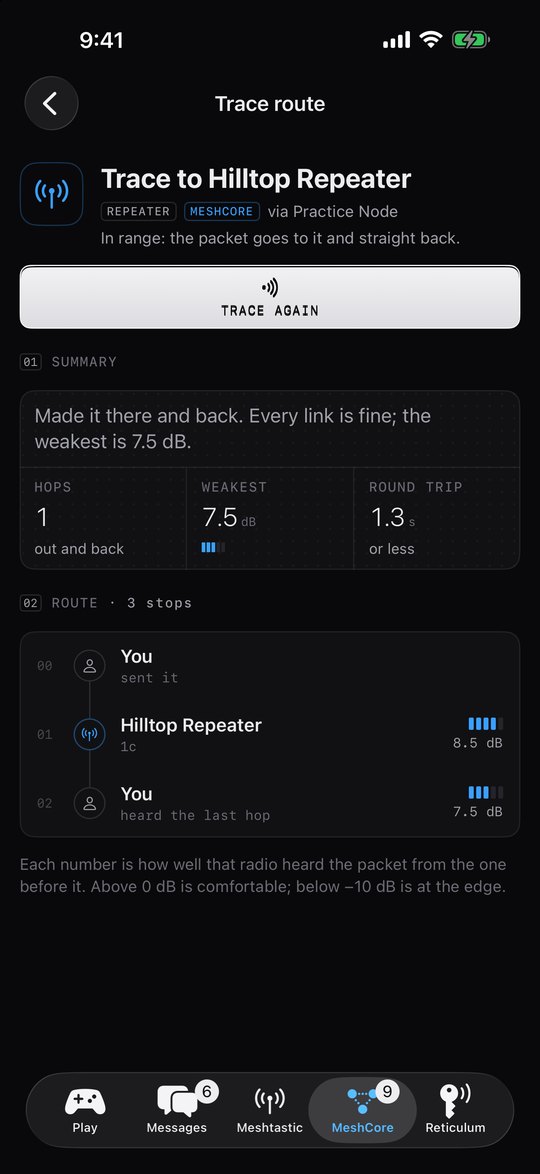 9:41
Trace route
Trace to Hilltop Repeater
REPEATER MESHCORE via Practice Node
In range: the packet goes to it and straight back.
TRACE AGAIN
01 SUMMARY
Made it there and back. Every link is fine; the
weakest is 7.5 dB.
HOPS WEAKEST ROUND TRIP
1 7.5 dB 1.3 s
out and back or less
02 ROUTE · 3 stops
00 You
sent it
01 Hilltop Repeater
1c 8.5 dB
02 You
heard the last hop 7.5 dB
Each number is how well that radio heard the packet from the one
before it. Above 0 dB is comfortable; below −10 dB is at the edge.
6 9
Play Messages Meshtastic MeshCore Reticulum